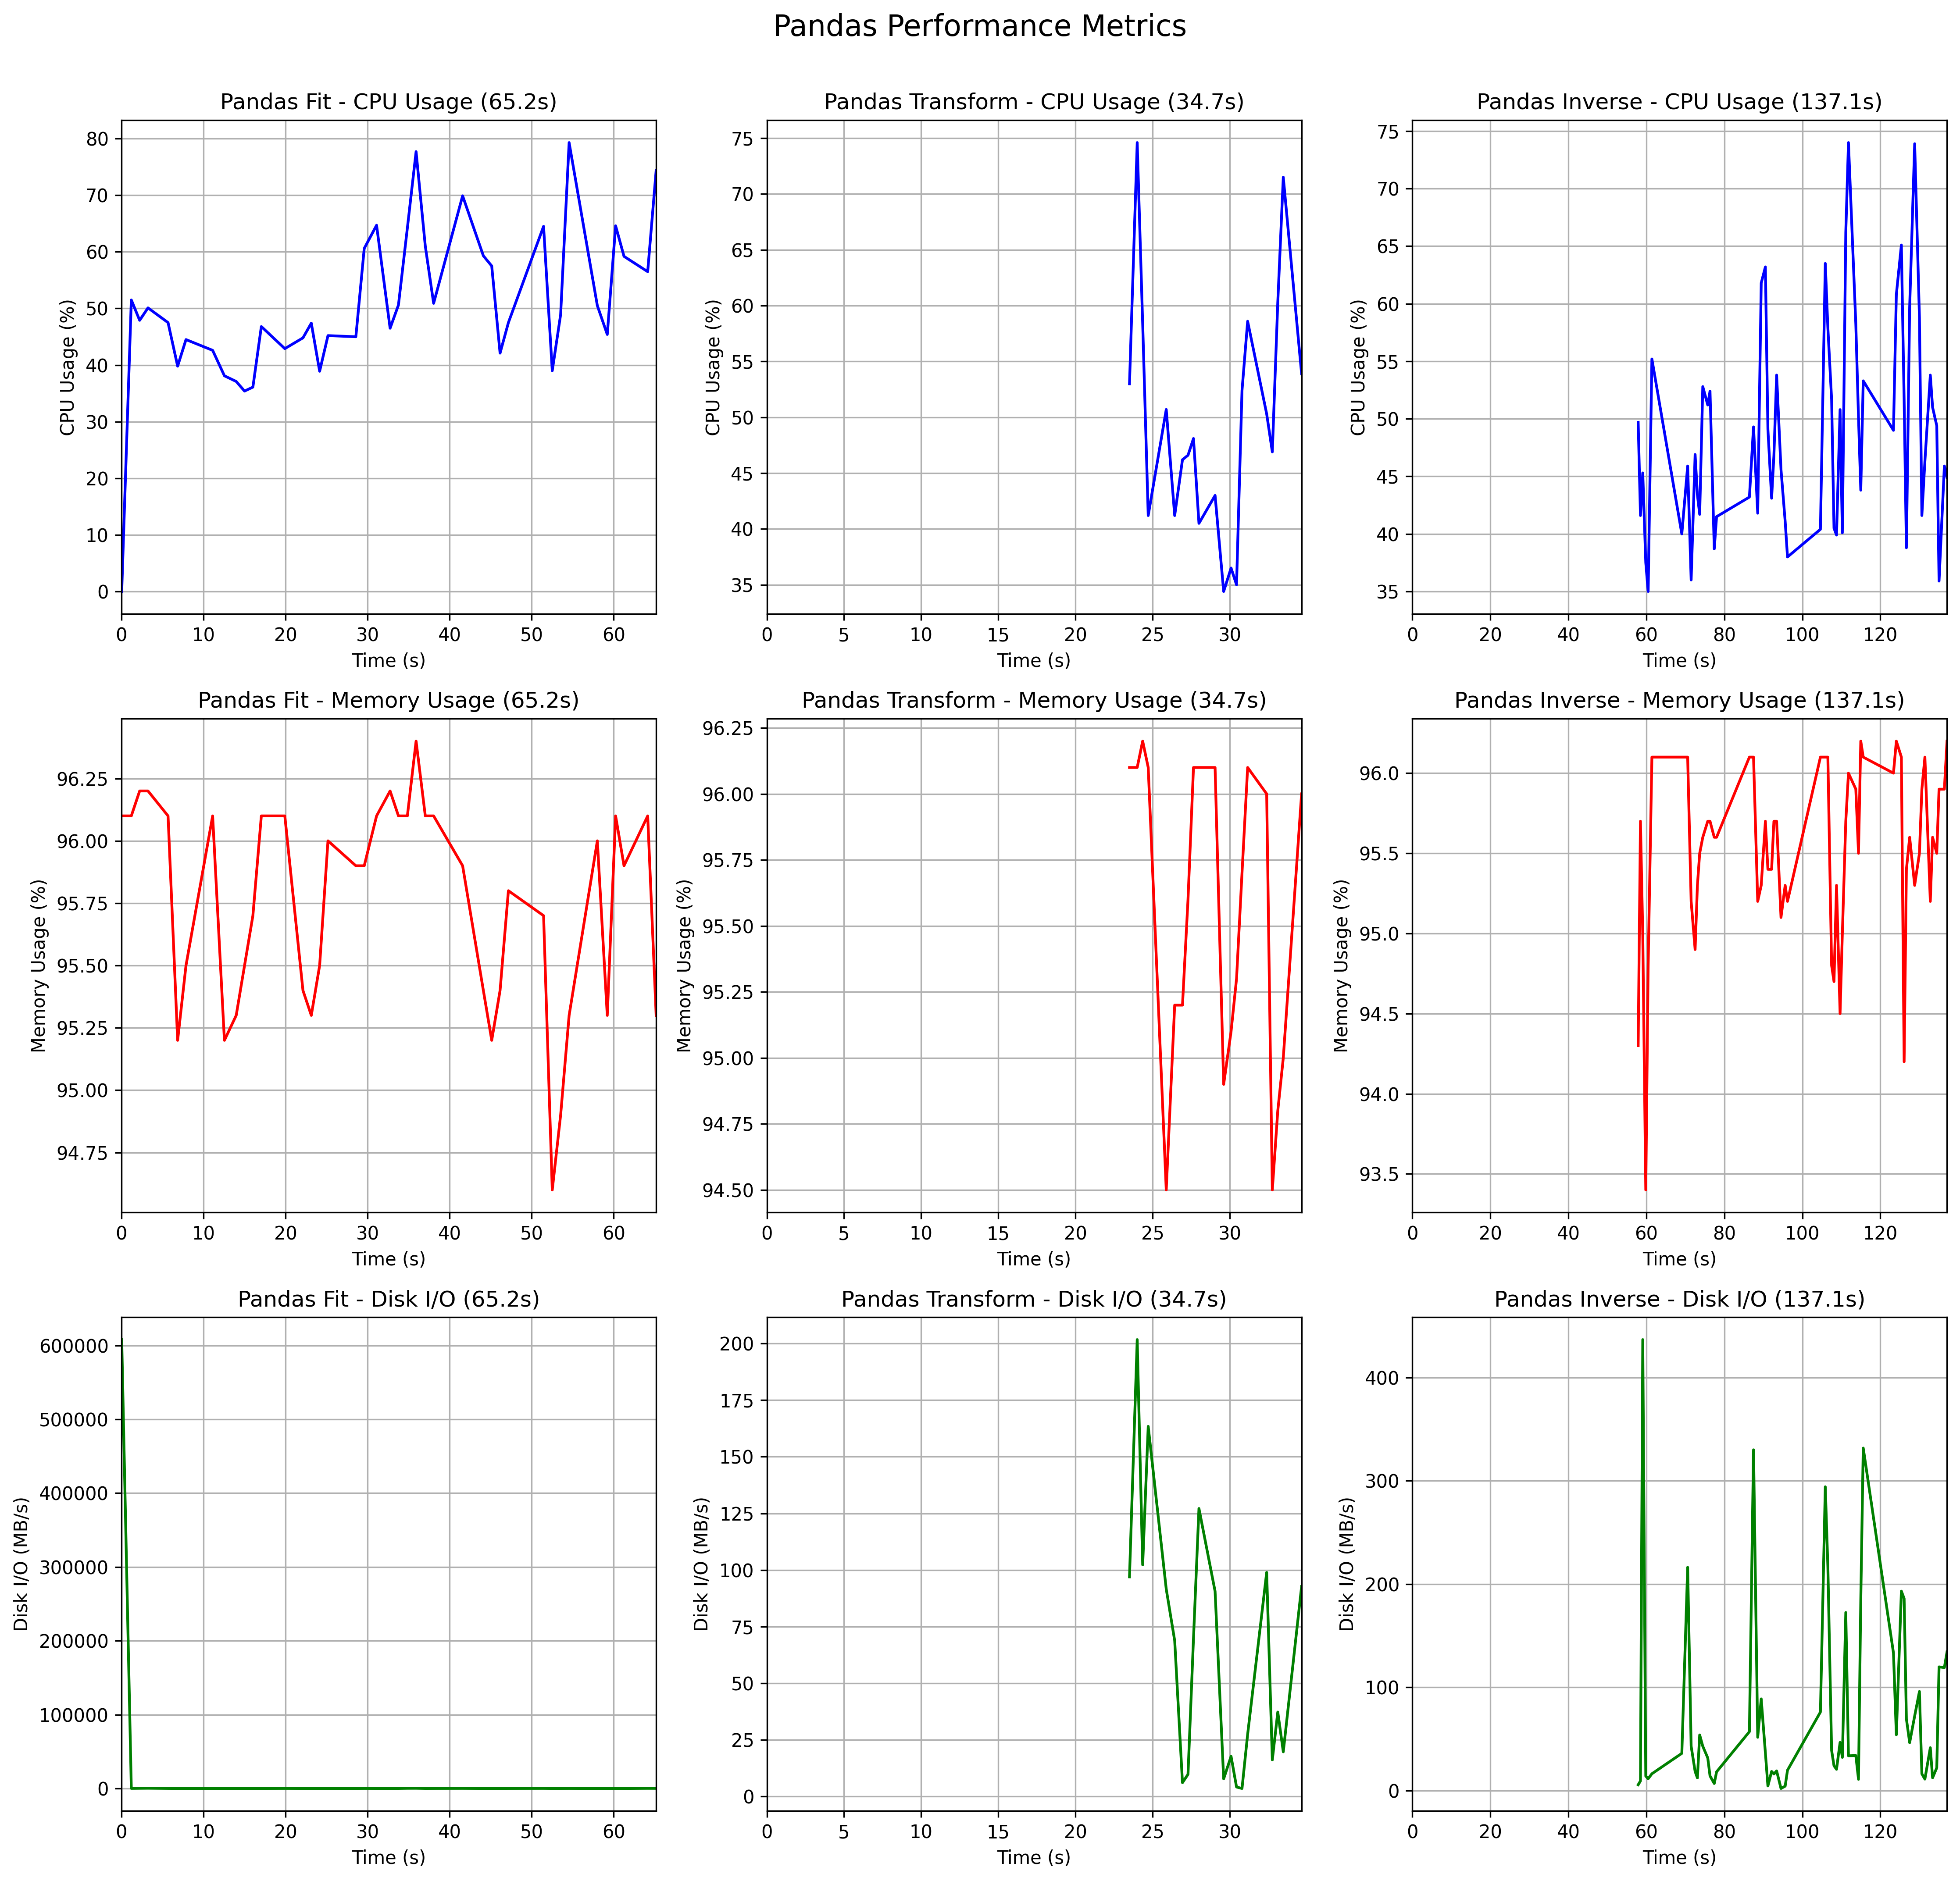 Pandas Performance Metrics
Pandas Fit - CPU Usage (65.2s)
CPU Usage (%)
80
70
60
50
40
30
20
10
0
0 10 20 30 40 50 60
Time (s)
Pandas Transform - CPU Usage (34.7s)
CPU Usage (%)
75
70
65
60
55
50
45
40
35
0 5 10 15 20 25 30
Time (s)
Pandas Inverse - CPU Usage (137.1s)
CPU Usage (%)
75
70
65
60
55
50
45
40
35
0 20 40 60 80 100 120
Time (s)
Pandas Fit - Memory Usage (65.2s)
Memory Usage (%)
96.25
96.00
95.75
95.50
95.25
95.00
94.75
0 10 20 30 40 50 60
Time (s)
Pandas Transform - Memory Usage (34.7s)
Memory Usage (%)
96.25
96.00
95.75
95.50
95.25
95.00
94.75
94.50
0 5 10 15 20 25 30
Time (s)
Pandas Inverse - Memory Usage (137.1s)
Memory Usage (%)
96.0
95.5
95.0
94.5
94.0
93.5
0 20 40 60 80 100 120
Time (s)
Pandas Fit - Disk I/O (65.2s)
Disk I/O (MB/s)
600000
500000
400000
300000
200000
100000
0
0 10 20 30 40 50 60
Time (s)
Pandas Transform - Disk I/O (34.7s)
Disk I/O (MB/s)
200
175
150
125
100
75
50
25
0
0 5 10 15 20 25 30
Time (s)
Pandas Inverse - Disk I/O (137.1s)
Disk I/O (MB/s)
400
300
200
100
0
0 20 40 60 80 100 120
Time (s)